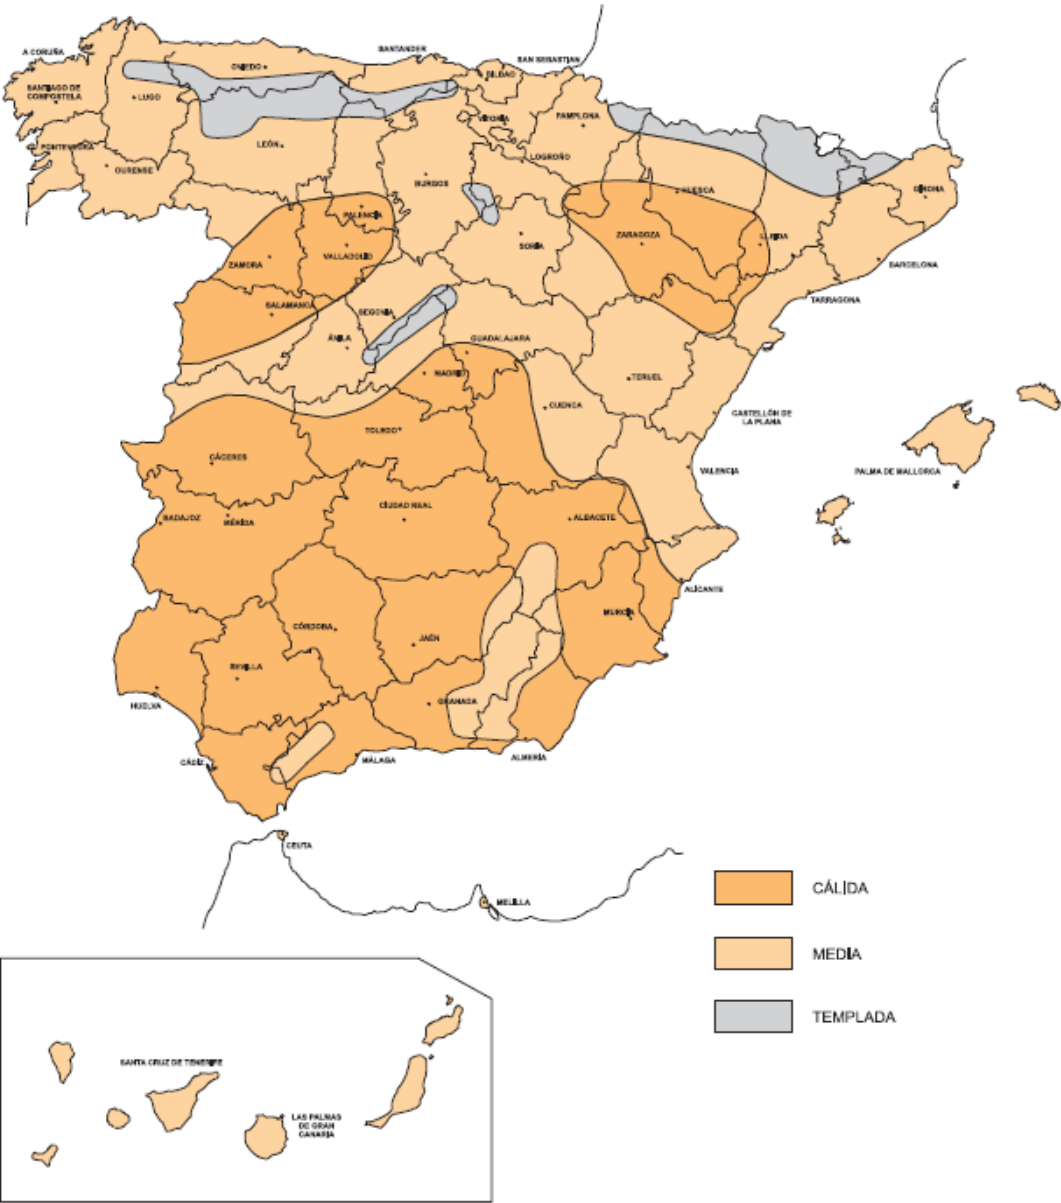 SANTANDER
A CORUÑA
SAN SEBASTIAN
OVIEDO
BILBAO
SANTIAGO DE
COMPOSTELA
LUGO
VITORIA
PAMPLONA
PONTEVEDRA
LEÓN
LOGROÑO
OURENSE
BURGOS
HUESCA
GIRONA
PALENCIA
ZARAGOZA
LLEIDA
SORIA
VALLADOLID
ZAMORA
BARCELONA
TARRAGONA
SALAMANCA
SEGOVIA
ÁVILA
GUADALAJARA
MADRID
TERUEL
CUENCA
CASTELLÓN DE
LA PLANA
TOLEDO
CÁCERES
VALENCIA
PALMA DE MALLORCA
CIUDAD REAL
BADAJOZ
MÉRIDA
ALBACETE
ALICANTE
MURCIA
CÓRDOBA
JAÉN
SEVILLA
HUELVA
GRANADA
ALMERÍA
MÁLAGA
CÁDIZ
CEUTA
MELILLA
CÁLIDA
MEDIA
TEMPLADA
SANTA CRUZ DE TENERIFE
LAS PALMAS
DE GRAN
CANARIA